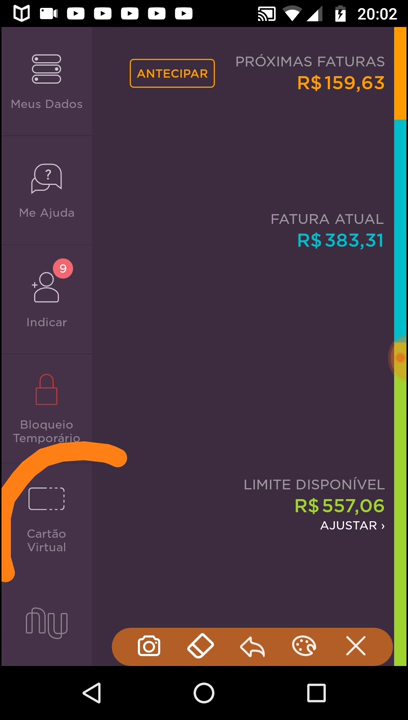 20:02
Meus Dados
Me Ajuda
9
Indicar
Bloqueio
Temporário
Cartão
Virtual
nu
ANTECIPAR
PRÓXIMAS FATURAS
R$159,63
FATURA ATUAL
R$383,31
LIMITE DISPONÍVEL
R$557,06
AJUSTAR ›